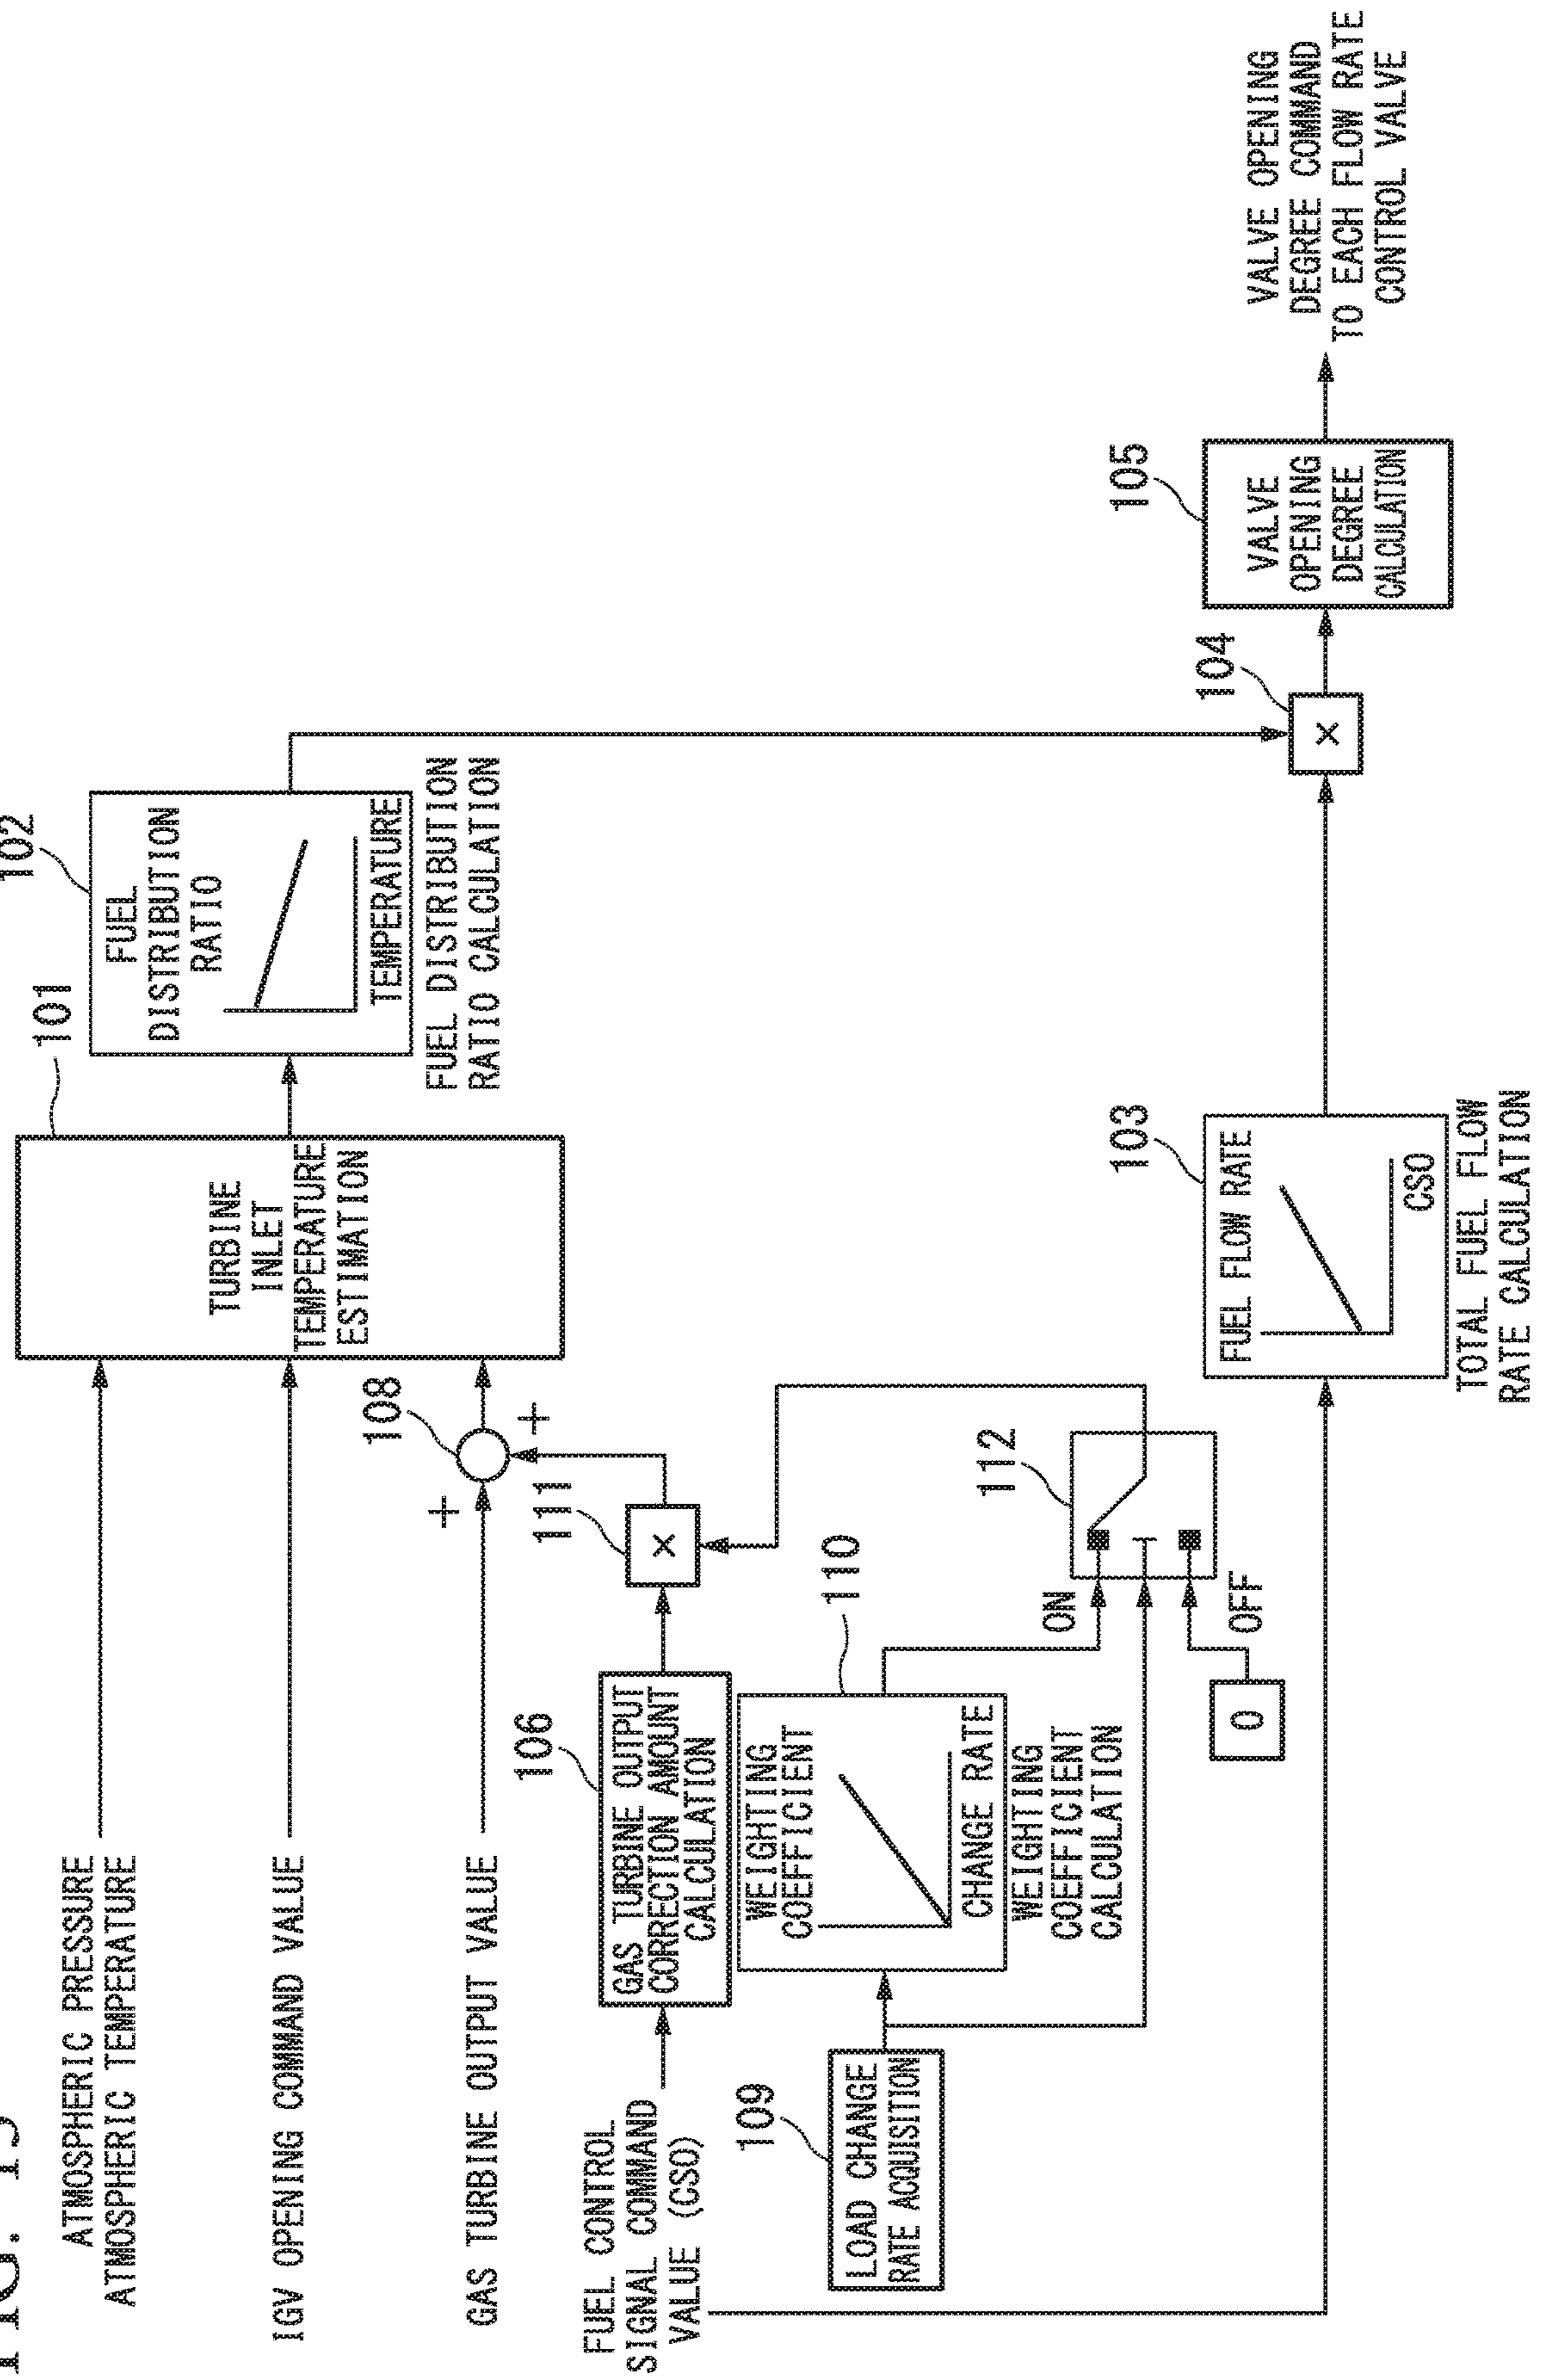 FIG. 15
ATMOSPHERIC PRESSURE
ATMOSPHERIC TEMPERATURE
IGV OPENING COMMAND VALUE
GAS TURBINE OUTPUT VALUE
FUEL CONTROL
SIGNAL COMMAND
VALUE (CSO)
101
TURBINE
INLET
TEMPERATURE
ESTIMATION
102
FUEL
DISTRIBUTION
RATIO
TEMPERATURE
FUEL DISTRIBUTION
RATIO CALCULATION
108
+
+
111
×
106
GAS TURBINE OUTPUT
CORRECTION AMOUNT
CALCULATION
109
LOAD CHANGE
RATE ACQUISITION
110
WEIGHTING
COEFFICIENT
CHANGE RATE
WEIGHTING
COEFFICIENT
CALCULATION
112
ON
OFF
0
103
FUEL FLOW RATE
CSO
TOTAL FUEL FLOW
RATE CALCULATION
104
×
105
VALVE
OPENING
DEGREE
CALCULATION
VALVE OPENING
DEGREE COMMAND
TO EACH FLOW RATE
CONTROL VALVE